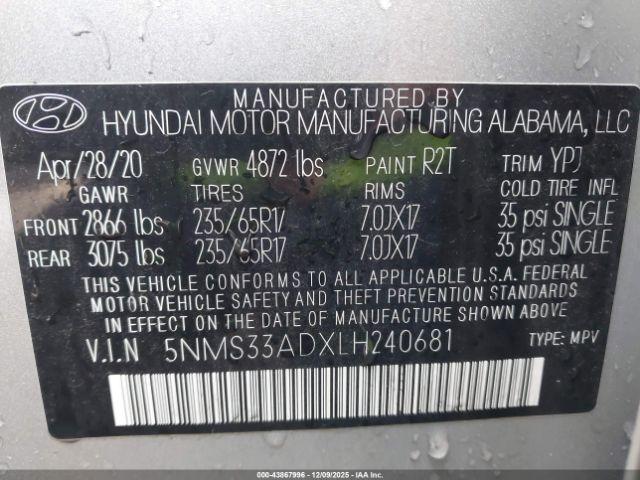 MANUFACTURED BY
HYUNDAI MOTOR MANUFACTURING ALABAMA, LLC
Apr/28/20 GVWR 4872 lbs PAINT R2T TRIM YPJ
GAWR TIRES RIMS COLD TIRE INFL
FRONT 2866 lbs 235/65R17 7.0JX17 35 psi SINGLE
REAR 3075 lbs 235/65R17 7.0JX17 35 psi SINGLE
THIS VEHICLE CONFORMS TO ALL APPLICABLE U.S.A. FEDERAL
MOTOR VEHICLE SAFETY AND THEFT PREVENTION STANDARDS
IN EFFECT ON THE DATE OF MANUFACTURE SHOWN ABOVE
V.I.N 5NMS33ADXLH240681 TYPE: MPV
000-43867996 12/09/2025 IAAI.COM